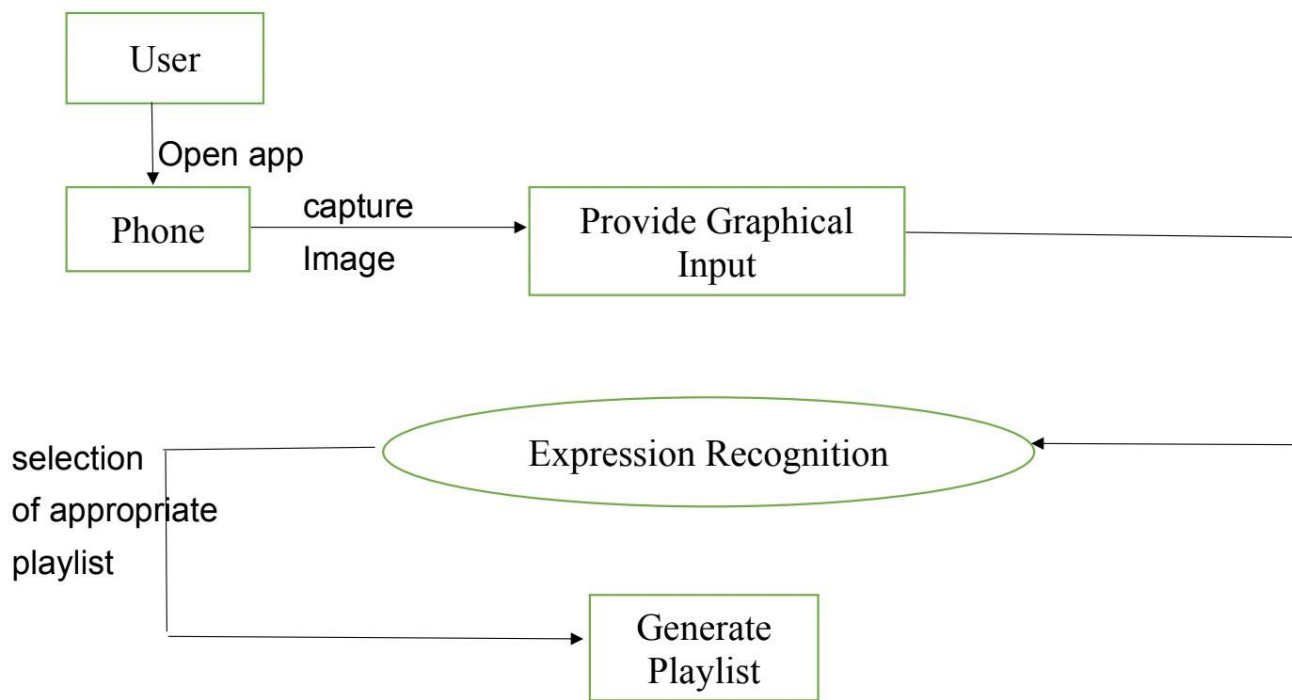 User
Open app
Phone
capture
Image
Provide Graphical
Input
Expression Recognition
selection
of appropriate
playlist
Generate
Playlist